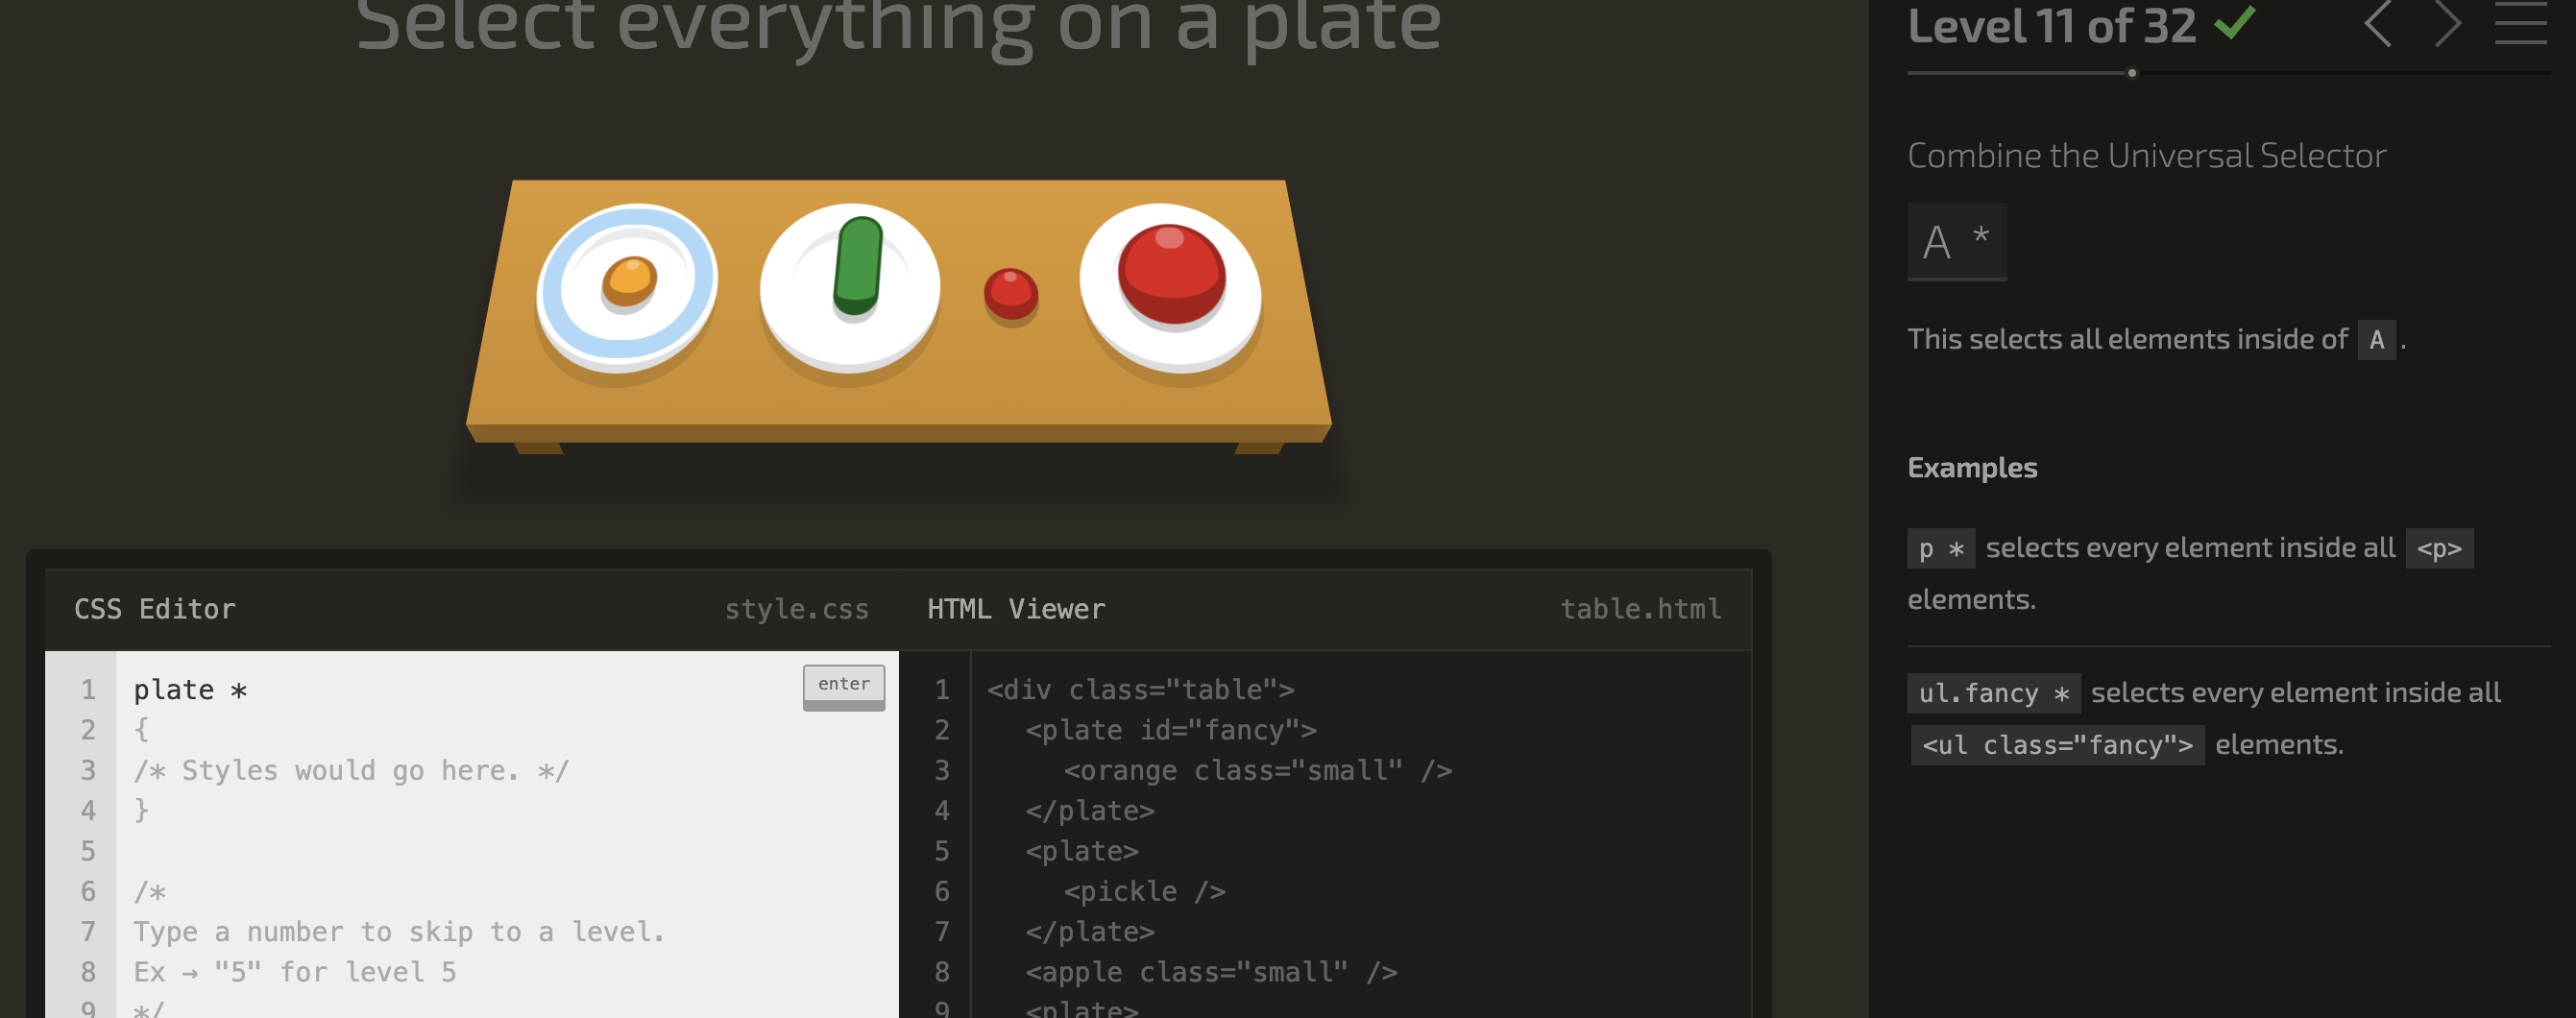 Select everything on a plate
CSS Editor style.css
1 plate *
enter
2 {
3 /* Styles would go here. */
4 }
5
6 /*
7 Type a number to skip to a level.
8 Ex → "5" for level 5
9 */
HTML Viewer table.html
1 <div class="table">
2 <plate id="fancy">
3 <orange class="small" />
4 </plate>
5 <plate>
6 <pickle />
7 </plate>
8 <apple class="small" />
9 <plate>
Level 11 of 32
Combine the Universal Selector
A *
This selects all elements inside of A .
Examples
p * selects every element inside all <p>
elements.
ul.fancy * selects every element inside all
<ul class="fancy"> elements.